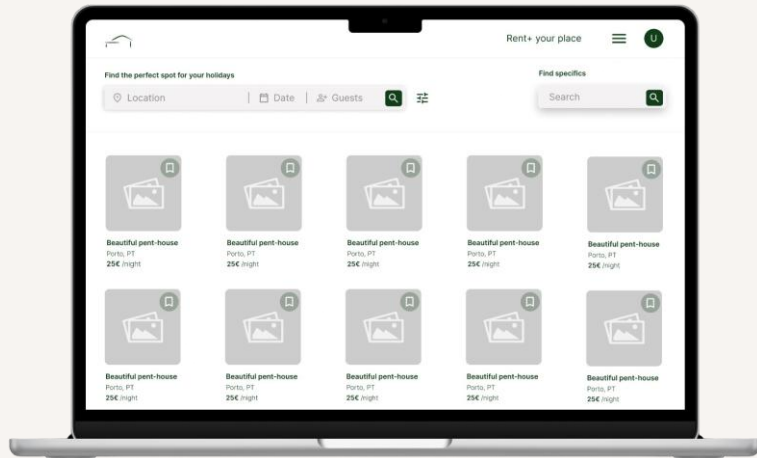 Rent+ your place
U
Find the perfect spot for your holidays
Find specifics
Location
Date
Guests
Search
Beautiful pent-house
Porto, PT
25€ /night
Beautiful pent-house
Porto, PT
25€ /night
Beautiful pent-house
Porto, PT
25€ /night
Beautiful pent-house
Porto, PT
25€ /night
Beautiful pent-house
Porto, PT
25€ /night
Beautiful pent-house
Porto, PT
25€ /night
Beautiful pent-house
Porto, PT
25€ /night
Beautiful pent-house
Porto, PT
25€ /night
Beautiful pent-house
Porto, PT
25€ /night
Beautiful pent-house
Porto, PT
25€ /night